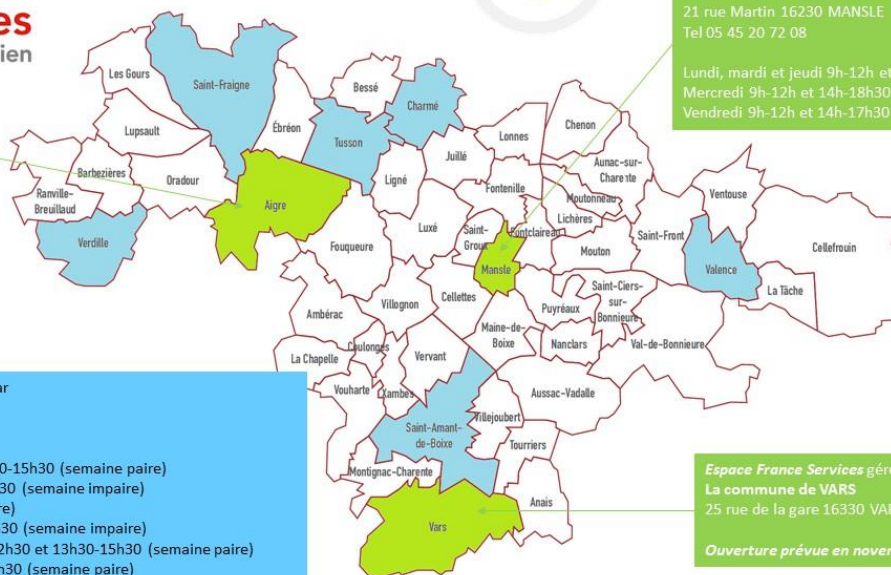 es
ien
21 rue Martin 16230 MANSLE
Tel 05 45 20 72 08
Lundi, mardi et jeudi 9h-12h et
Mercredi 9h-12h et 14h-18h30
Vendredi 9h-12h et 14h-17h30
Les Gours
Saint-Fraigne
Bessé
Charmé
Lupsault
Ébréon
Tusson
Lonnes
Chenon
Juillé
Aunac-sur-
Charente
Barbezières
Oradour
Ligné
Fontenille
Moutonneau
Ventouse
Ranville-
Breuillaud
Aigre
Lichères
Verdille
Fouqueure
Luxé
Saint-
Groux
Fontclaireau
Mouton
Saint-Front
Cellefrouin
Mansle
Valence
Ambérac
Villognon
Cellettes
Puyréaux
Saint-Ciers-
sur-
Bonnieure
La Tâche
Maine-de-
Boixe
Nanclars
Val-de-Bonnieure
La Chapelle
Coulonges
Vervant
Vouharte
Xambes
Aussac-Vadalle
Saint-Amant-
de-Boixe
Villejoubert
Tourriers
Montignac-Charente
Anais
Vars
ar
0-15h30 (semaine paire)
30 (semaine impaire)
re)
30 (semaine impaire)
2h30 et 13h30-15h30 (semaine paire)
h30 (semaine paire)
Espace France Services géré
La commune de VARS
25 rue de la gare 16330 VAR
Ouverture prévue en novem